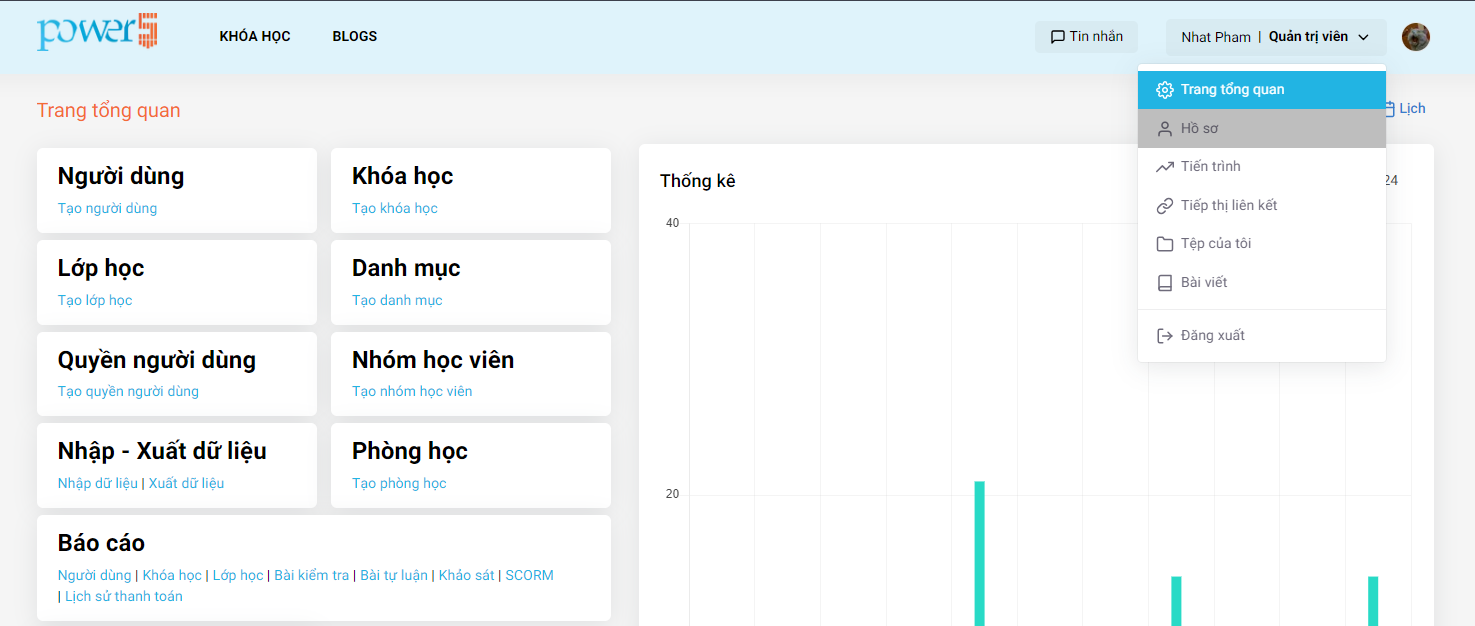 power5
KHÓA HỌC
BLOGS
Tin nhắn
Nhat Pham | Quản trị viên
Trang tổng quan
Hồ sơ
Tiến trình
Tiếp thị liên kết
Tệp của tôi
Bài viết
Đăng xuất
Trang tổng quan
Lịch
Người dùng
Tạo người dùng
Khóa học
Tạo khóa học
Lớp học
Tạo lớp học
Danh mục
Tạo danh mục
Quyền người dùng
Tạo quyền người dùng
Nhóm học viên
Tạo nhóm học viên
Nhập - Xuất dữ liệu
Nhập dữ liệu | Xuất dữ liệu
Phòng học
Tạo phòng học
Báo cáo
Người dùng | Khóa học | Lớp học | Bài kiểm tra | Bài tự luận | Khảo sát | SCORM
| Lịch sử thanh toán
Thống kê
24
40
20